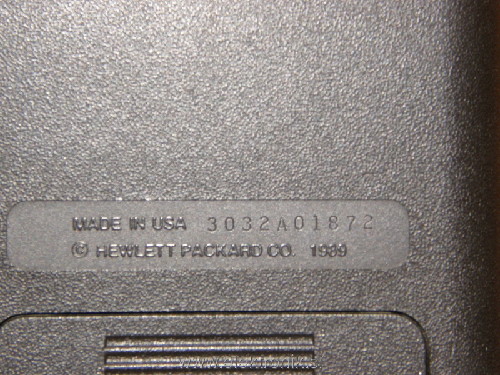 MADE IN USA 3032A01872
© HEWLETT PACKARD CO. 1989